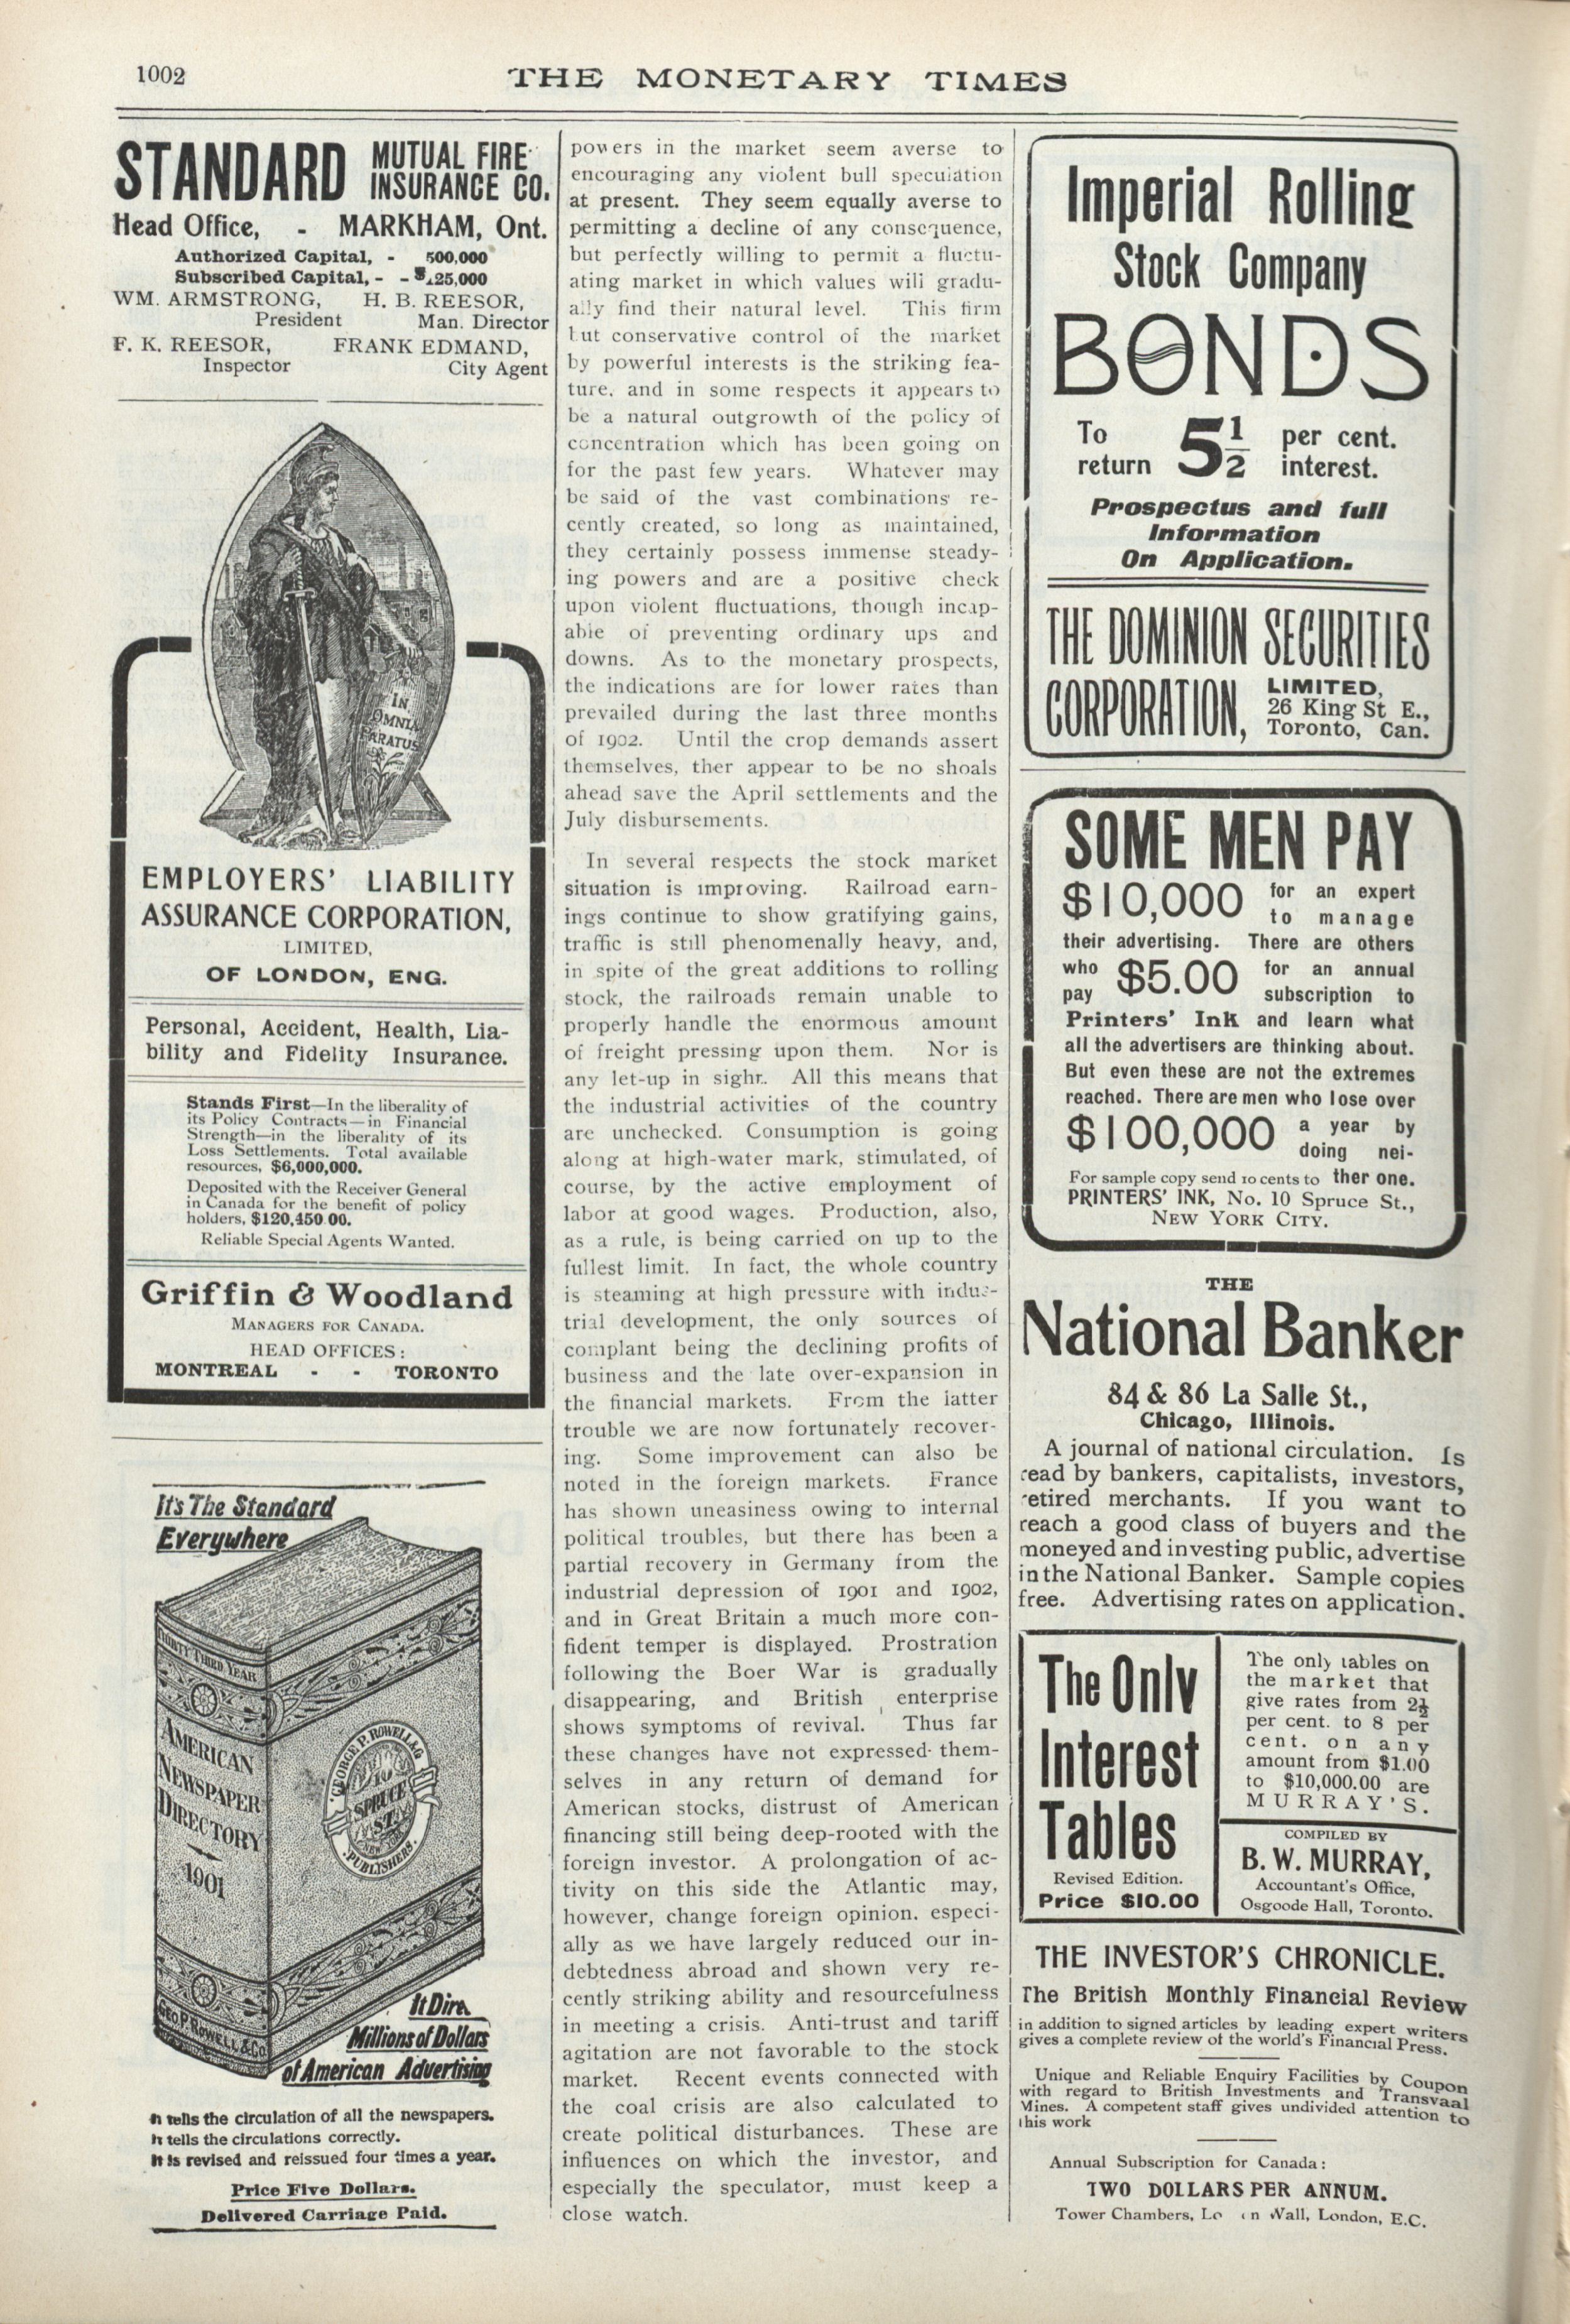 1002
THE MONETARY TIMES
STANDARD MUTUAL FIRE
INSURANCE CO.
Head Office, - MARKHAM, Ont.
Authorized Capital, - 500,000
Subscribed Capital, - - 125,000
WM. ARMSTRONG, H. B. REESOR,
President Man. Director
F. K. REESOR, FRANK EDMAND,
Inspector City Agent
IN
OMNIA
PARATUS
EMPLOYERS' LIABILITY
ASSURANCE CORPORATION,
LIMITED,
OF LONDON, ENG.
Personal, Accident, Health, Lia-
bility and Fidelity Insurance.
Stands First—In the liberality of
its Policy Contracts—in Financial
Strength—in the liberality of its
Loss Settlements. Total available
resources, $6,000,000.
Deposited with the Receiver General
in Canada for the benefit of policy
holders, $120,450.00.
Reliable Special Agents Wanted.
Griffin & Woodland
MANAGERS FOR CANADA.
HEAD OFFICES:
MONTREAL - - TORONTO
It's The Standard
Everywhere
THIRTY THIRD YEAR
AMERICAN
NEWSPAPER
DIRECTORY
1901
GEO P. ROWELL & Co
GEORGE P. ROWELL & Co
10
SPRUCE
ST.
NEW YORK
PUBLISHERS.
It Dire
Millions of Dollars
of American Advertising
It tells the circulation of all the newspapers.
It tells the circulations correctly.
It is revised and reissued four times a year.
Price Five Dollars.
Delivered Carriage Paid.
powers in the market seem averse to
encouraging any violent bull speculation
at present. They seem equally averse to
permitting a decline of any consequence,
but perfectly willing to permit a fluctu-
ating market in which values will gradu-
ally find their natural level. This firm
but conservative control of the market
by powerful interests is the striking fea-
ture, and in some respects it appears to
be a natural outgrowth of the policy of
concentration which has been going on
for the past few years. Whatever may
be said of the vast combinations re-
cently created, so long as maintained,
they certainly possess immense steady-
ing powers and are a positive check
upon violent fluctuations, though incap-
able of preventing ordinary ups and
downs. As to the monetary prospects,
the indications are for lower rates than
prevailed during the last three months
of 1902. Until the crop demands assert
themselves, ther appear to be no shoals
ahead save the April settlements and the
July disbursements.
In several respects the stock market
situation is improving. Railroad earn-
ings continue to show gratifying gains,
traffic is still phenomenally heavy, and,
in spite of the great additions to rolling
stock, the railroads remain unable to
properly handle the enormous amount
of freight pressing upon them. Nor is
any let-up in sight. All this means that
the industrial activities of the country
are unchecked. Consumption is going
along at high-water mark, stimulated, of
course, by the active employment of
labor at good wages. Production, also,
as a rule, is being carried on up to the
fullest limit. In fact, the whole country
is steaming at high pressure with indus-
trial development, the only sources of
complant being the declining profits of
business and the late over-expansion in
the financial markets. From the latter
trouble we are now fortunately recover-
ing. Some improvement can also be
noted in the foreign markets. France
has shown uneasiness owing to internal
political troubles, but there has been a
partial recovery in Germany from the
industrial depression of 1901 and 1902,
and in Great Britain a much more con-
fident temper is displayed. Prostration
following the Boer War is gradually
disappearing, and British enterprise
shows symptoms of revival. Thus far
these changes have not expressed them-
selves in any return of demand for
American stocks, distrust of American
financing still being deep-rooted with the
foreign investor. A prolongation of ac-
tivity on this side the Atlantic may,
however, change foreign opinion, especi-
ally as we have largely reduced our in-
debtedness abroad and shown very re-
cently striking ability and resourcefulness
in meeting a crisis. Anti-trust and tariff
agitation are not favorable to the stock
market. Recent events connected with
the coal crisis are also calculated to
create political disturbances. These are
influences on which the investor, and
especially the speculator, must keep a
close watch.
Imperial Rolling
Stock Company
BONDS
To return 5½ per cent. interest.
Prospectus and full
Information
On Application.
THE DOMINION SECURITIES
CORPORATION, LIMITED,
26 King St E.,
Toronto, Can.
SOME MEN PAY
$10,000 for an expert
to manage
their advertising. There are others
who pay $5.00 for an annual
subscription to
Printers' Ink and learn what
all the advertisers are thinking about.
But even these are not the extremes
reached. There are men who lose over
$100,000 a year by
doing nei-
For sample copy send 10 cents to ther one.
PRINTERS' INK, No. 10 Spruce St.,
NEW YORK CITY.
THE
National Banker
84 & 86 La Salle St.,
Chicago, Illinois.
A journal of national circulation. Is
read by bankers, capitalists, investors,
retired merchants. If you want to
reach a good class of buyers and the
moneyed and investing public, advertise
in the National Banker. Sample copies
free. Advertising rates on application.
The Only
Interest
Tables
Revised Edition.
Price $10.00
The only tables on
the market that
give rates from 2½
per cent. to 8 per
cent. on any
amount from $1.00
to $10,000.00 are
MURRAY'S.
COMPILED BY
B. W. MURRAY,
Accountant's Office,
Osgoode Hall, Toronto.
THE INVESTOR'S CHRONICLE.
The British Monthly Financial Review
in addition to signed articles by leading expert writers
gives a complete review of the world's Financial Press.
Unique and Reliable Enquiry Facilities by Coupon
with regard to British Investments and Transvaal
Mines. A competent staff gives undivided attention to
this work
Annual Subscription for Canada:
TWO DOLLARS PER ANNUM.
Tower Chambers, Wall, London, E.C.